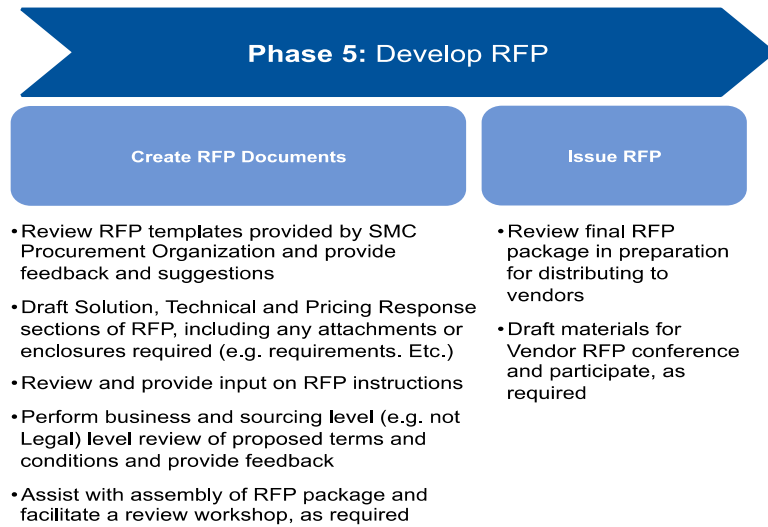 Phase 5: Develop RFP
Create RFP Documents
• Review RFP templates provided by SMC
Procurement Organization and provide
feedback and suggestions
• Draft Solution, Technical and Pricing Response
sections of RFP, including any attachments or
enclosures required (e.g. requirements. Etc.)
• Review and provide input on RFP instructions
• Perform business and sourcing level (e.g. not
Legal) level review of proposed terms and
conditions and provide feedback
• Assist with assembly of RFP package and
facilitate a review workshop, as required
Issue RFP
• Review final RFP
package in preparation
for distributing to
vendors
• Draft materials for
Vendor RFP conference
and participate, as
required